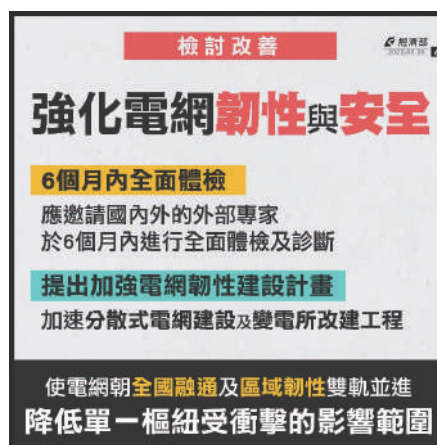 檢討改善
經濟部
強化電網韌性與安全
6個月內全面體檢
應邀請國內外的外部專家
於6個月內進行全面體檢及診斷
提出加強電網韌性建設計畫
加速分散式電網建設及變電所改建工程
使電網朝全國融通及區域韌性雙軌並進
降低單一樞紐受衝擊的影響範圍